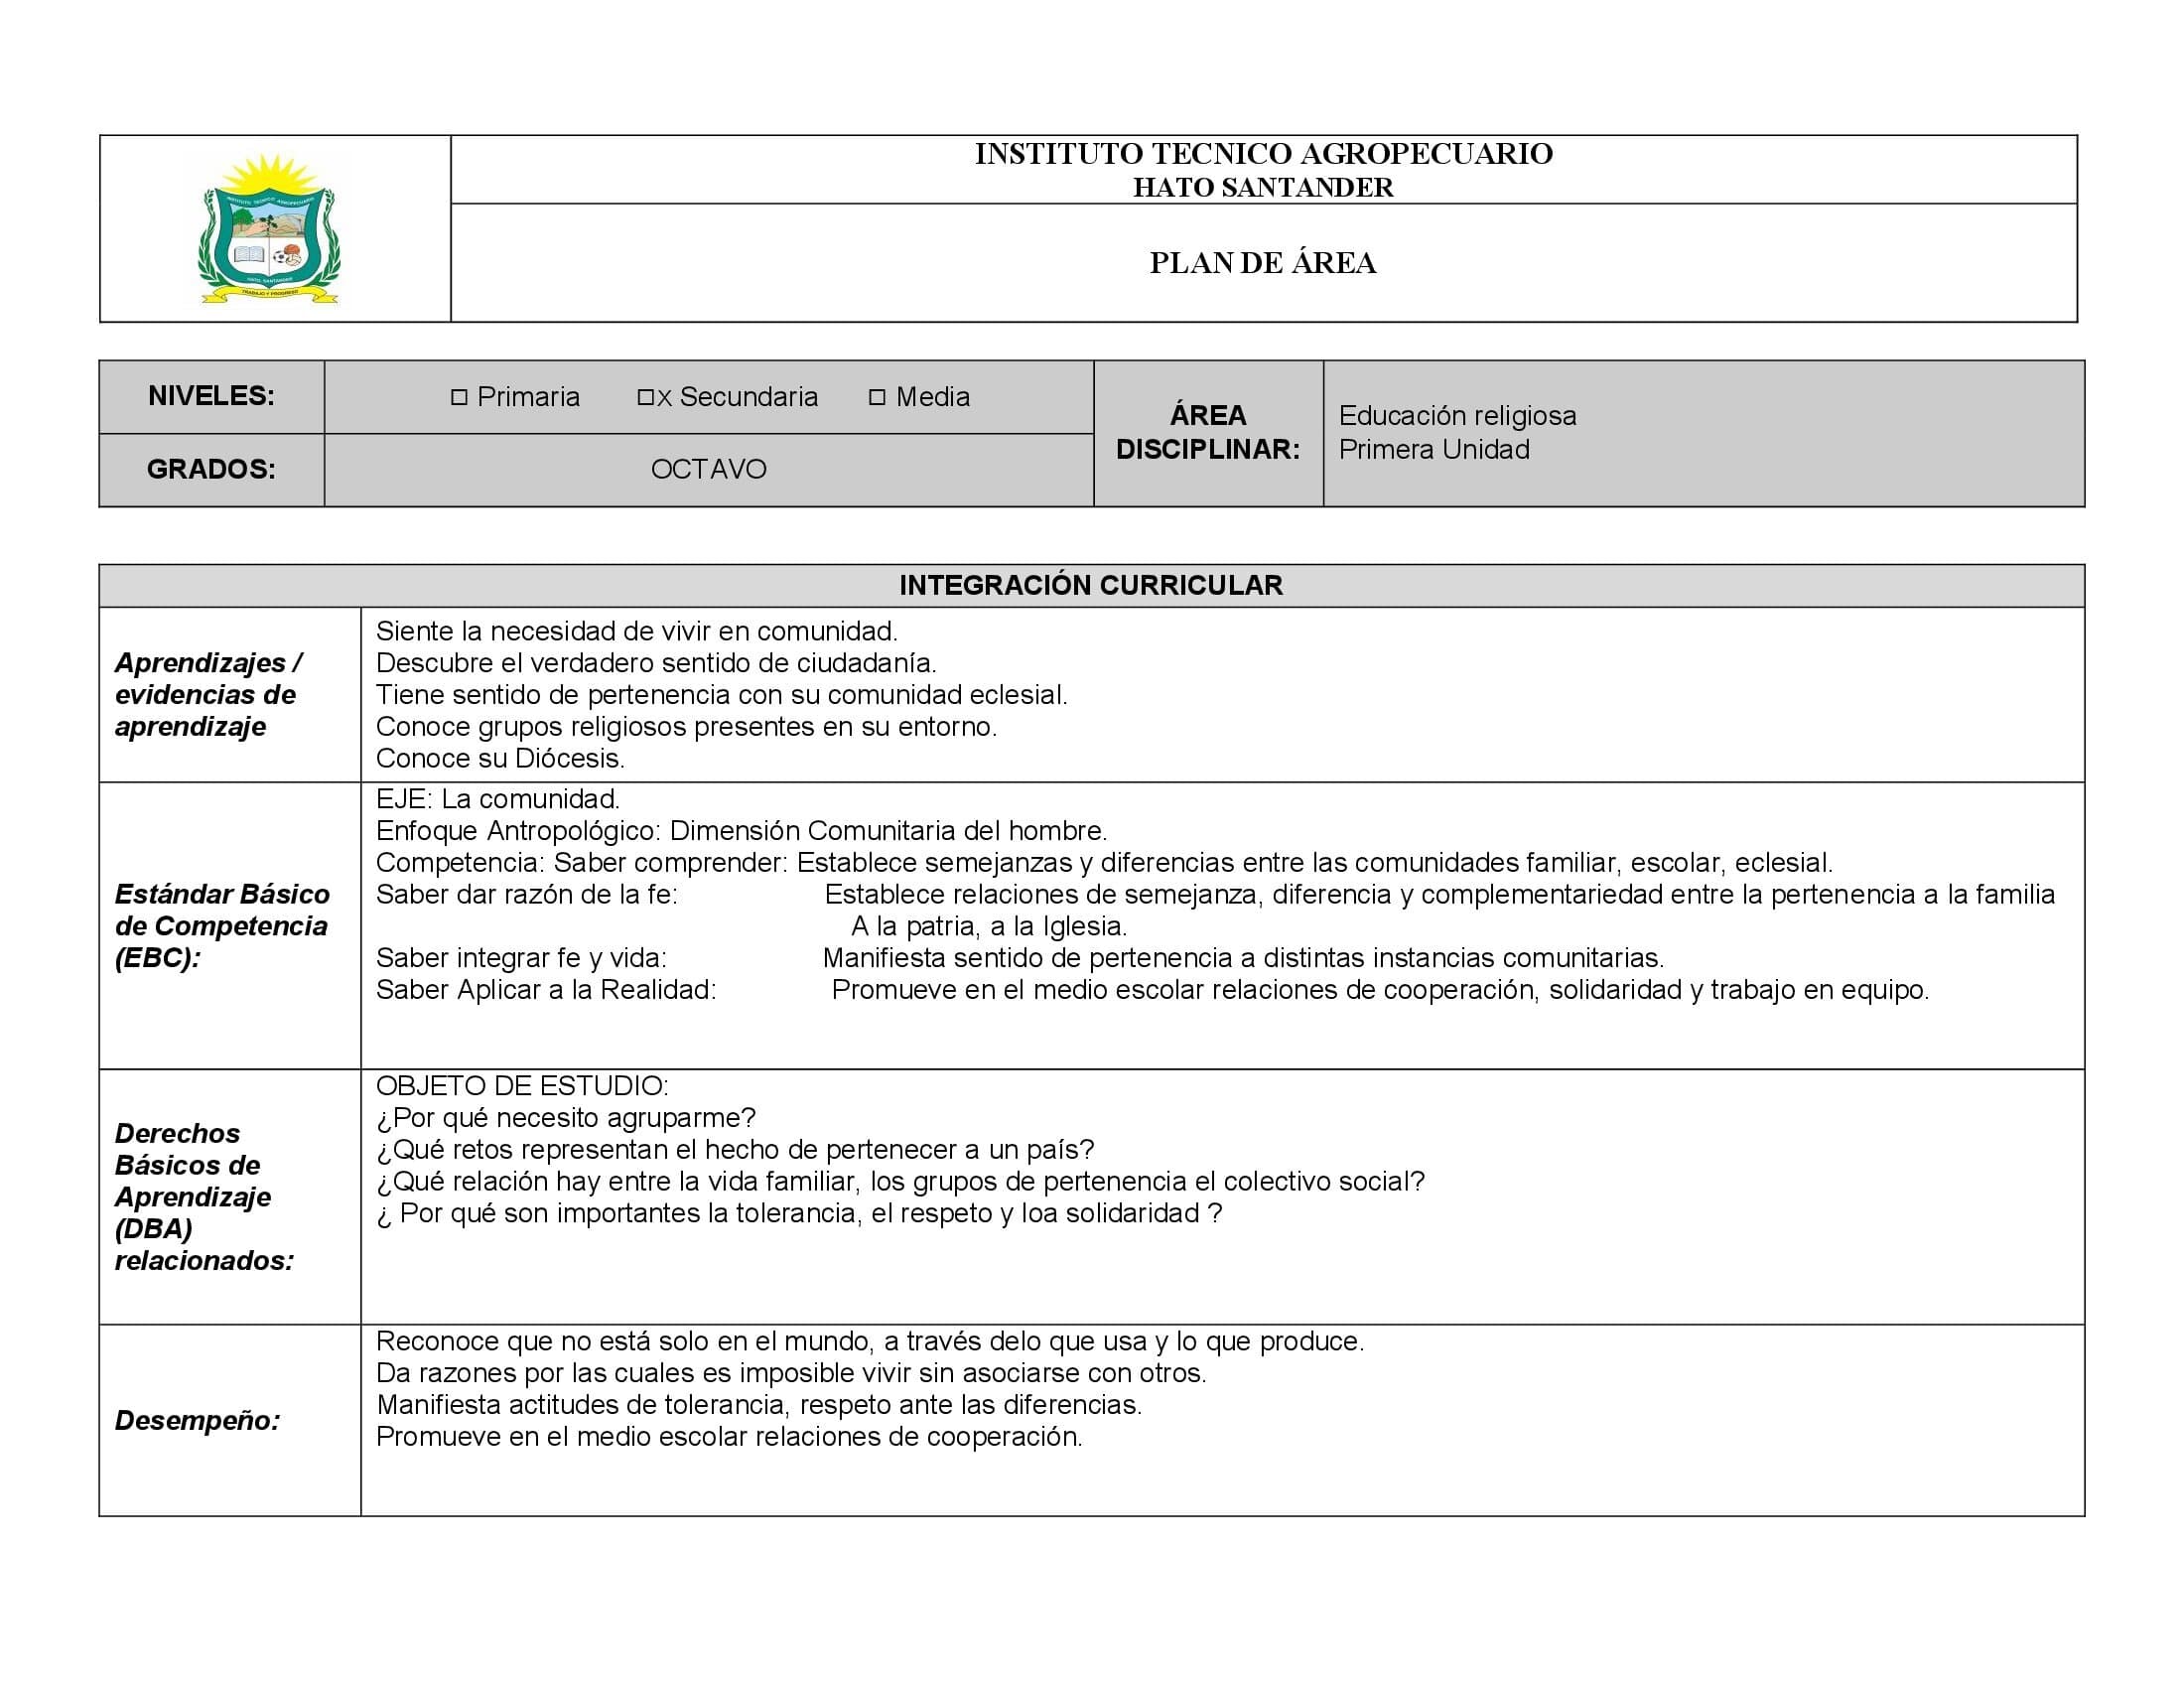 INSTITUTO TECNICO AGROPECUARIO
HATO SANTANDER
PLAN DE ÁREA
INSTITUTO TECNICO AGROPECUARIO
HATO SANTANDER
TRABAJO Y PROGRESO
NIVELES:
□ Primaria □x Secundaria □ Media
GRADOS:
OCTAVO
ÁREA
DISCIPLINAR:
Educación religiosa
Primera Unidad
INTEGRACIÓN CURRICULAR
Aprendizajes /
evidencias de
aprendizaje
Siente la necesidad de vivir en comunidad.
Descubre el verdadero sentido de ciudadanía.
Tiene sentido de pertenencia con su comunidad eclesial.
Conoce grupos religiosos presentes en su entorno.
Conoce su Diócesis.
Estándar Básico
de Competencia
(EBC):
EJE: La comunidad.
Enfoque Antropológico: Dimensión Comunitaria del hombre.
Competencia: Saber comprender: Establece semejanzas y diferencias entre las comunidades familiar, escolar, eclesial.
Saber dar razón de la fe: Establece relaciones de semejanza, diferencia y complementariedad entre la pertenencia a la familia
A la patria, a la Iglesia.
Saber integrar fe y vida: Manifiesta sentido de pertenencia a distintas instancias comunitarias.
Saber Aplicar a la Realidad: Promueve en el medio escolar relaciones de cooperación, solidaridad y trabajo en equipo.
Derechos
Básicos de
Aprendizaje
(DBA)
relacionados:
OBJETO DE ESTUDIO:
¿Por qué necesito agruparme?
¿Qué retos representan el hecho de pertenecer a un país?
¿Qué relación hay entre la vida familiar, los grupos de pertenencia el colectivo social?
¿ Por qué son importantes la tolerancia, el respeto y loa solidaridad ?
Desempeño:
Reconoce que no está solo en el mundo, a través delo que usa y lo que produce.
Da razones por las cuales es imposible vivir sin asociarse con otros.
Manifiesta actitudes de tolerancia, respeto ante las diferencias.
Promueve en el medio escolar relaciones de cooperación.